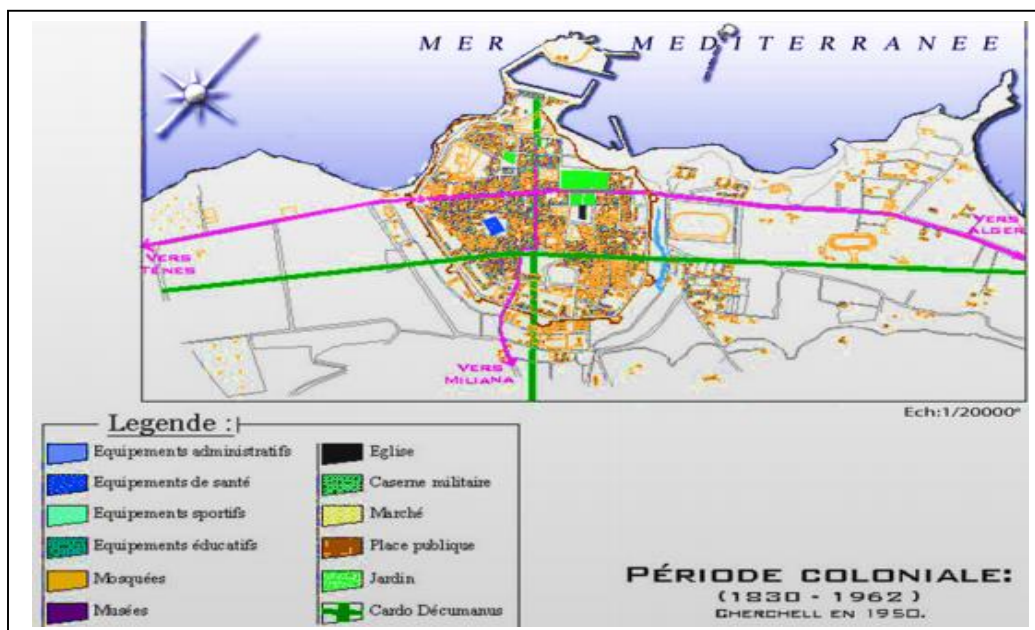 MER MEDITERRANEE
VERS
TENES
VERS
ALGER
VERS
MILIANA
Ech:1/20000°
Legende :
Equipements administratifs
Equipements de santé
Equipements sportifs
Equipements éducatifs
Mosquées
Musées
Eglise
Caserne militaire
Marché
Place publique
Jardin
Cardo Décumanus
PÉRIODE COLONIALE:
(1830 - 1962 )
CHERCHELL EN 1950.